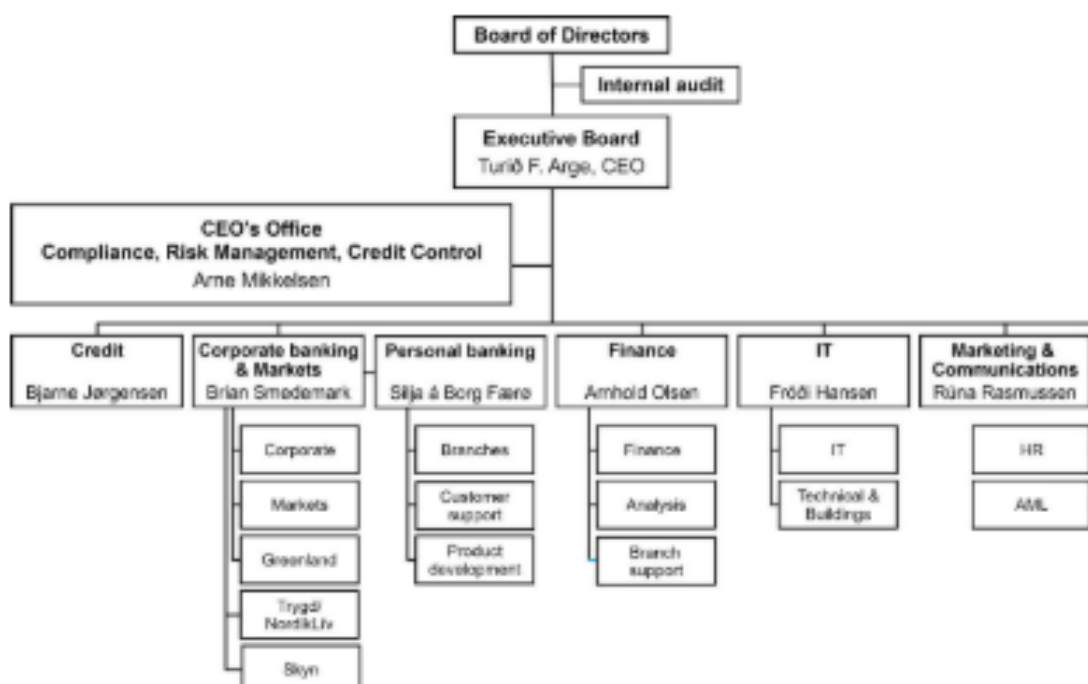 Board of Directors
Internal audit
Executive Board
Turið F. Arge, CEO
CEO's Office
Compliance, Risk Management, Credit Control
Arne Mikkelsen
Credit
Bjarne Jørgensen
Corporate banking
& Markets
Brian Smedemark
Personal banking
Silja á Borg Færø
Finance
Arnhold Olsen
IT
Fróði Hansen
Marketing &
Communications
Rúna Rasmussen
Corporate
Markets
Greenland
Trygd/
NordikLiv
Skyn
Branches
Customer
support
Product
development
Finance
Analysis
Branch
support
IT
Technical &
Buildings
HR
AML